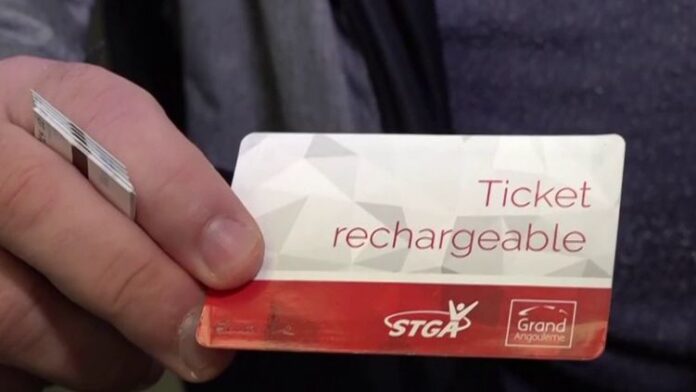 Ticket
rechargeable
STGA
Grand
Angoulême